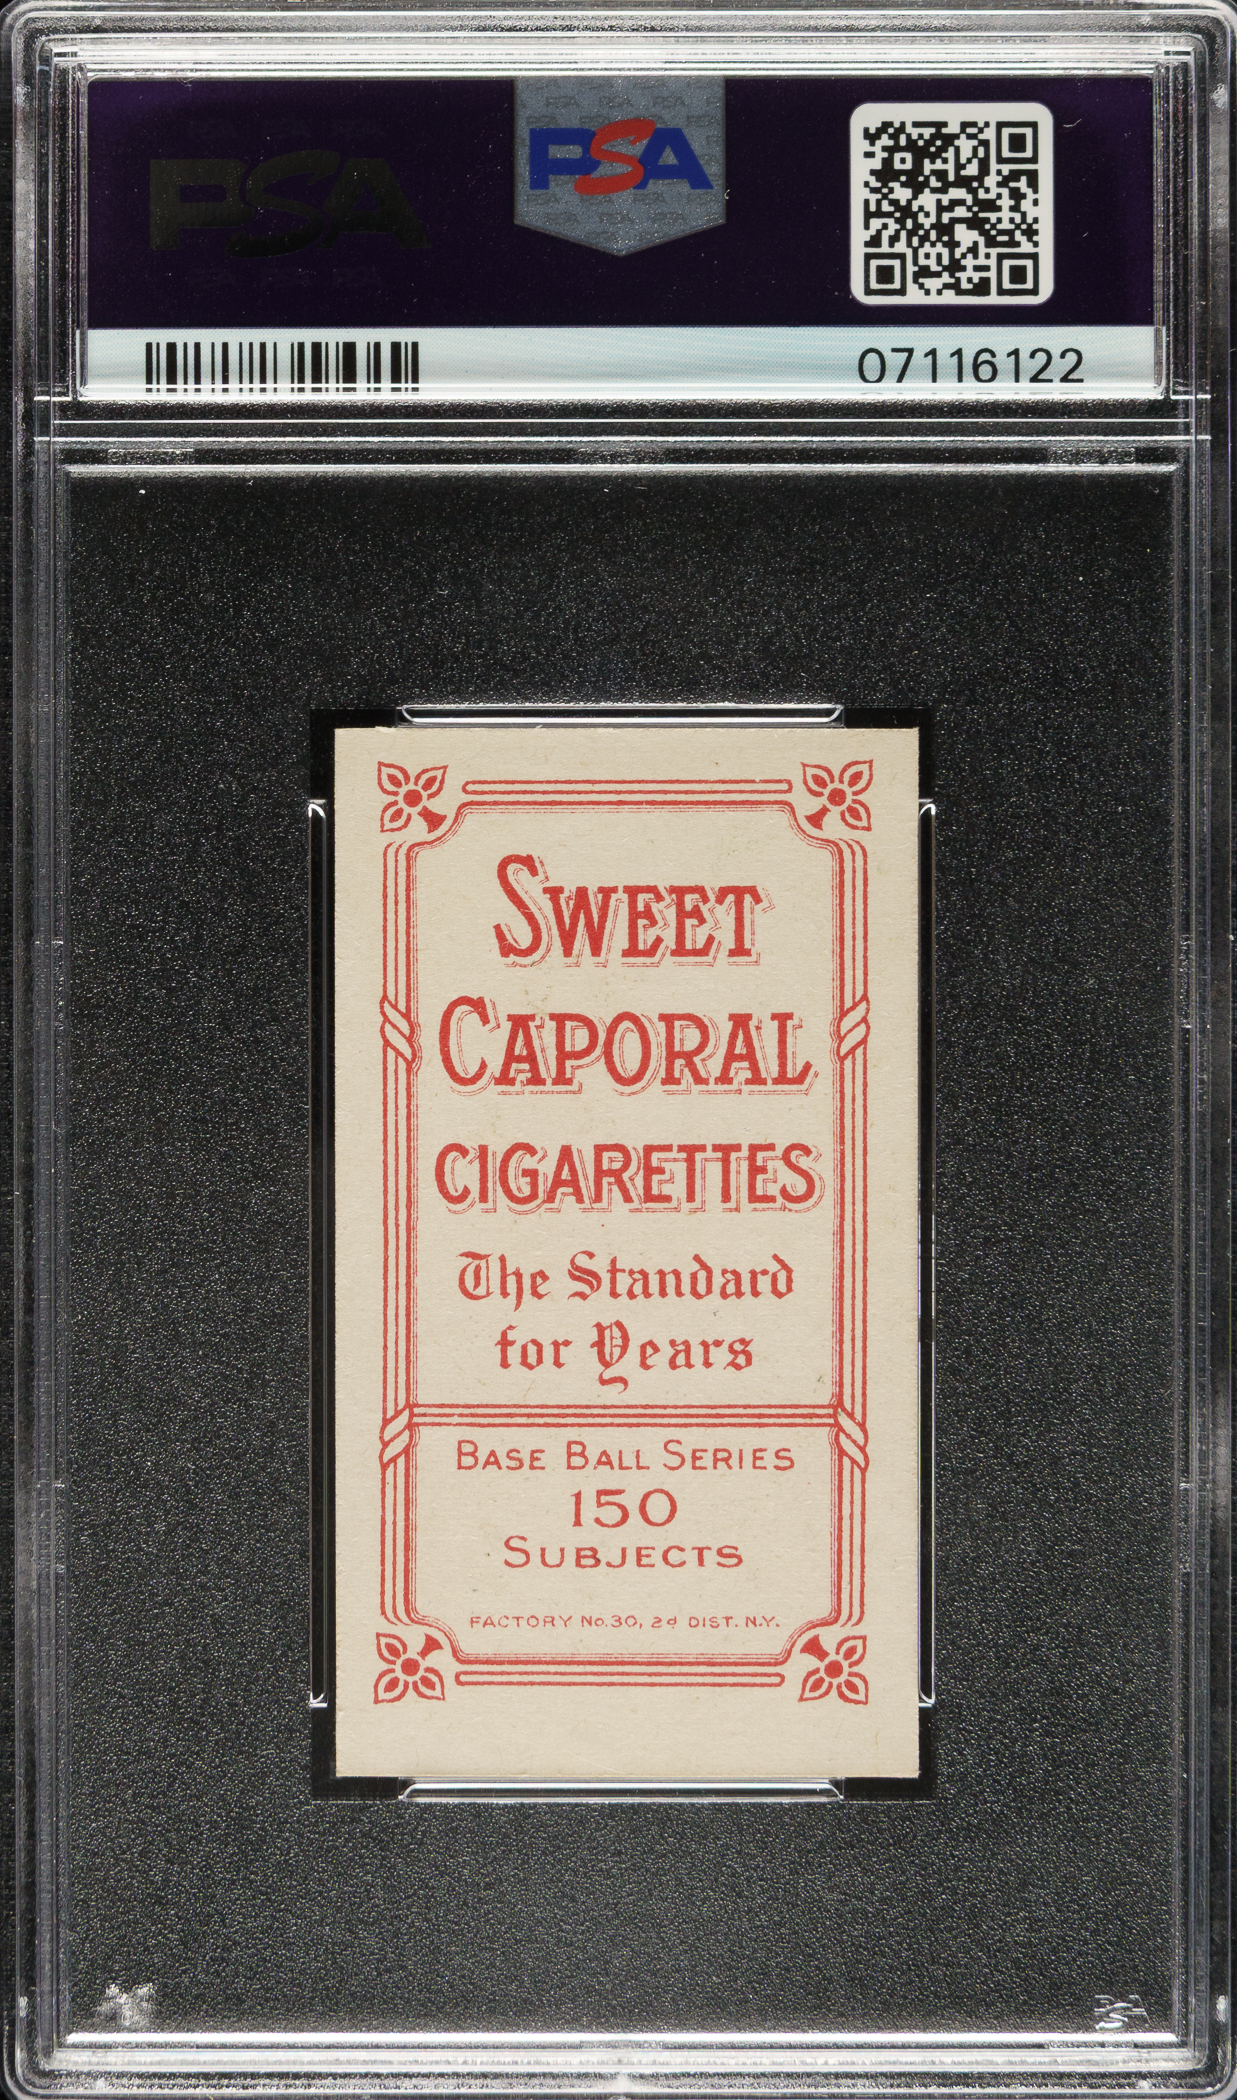 PSA
PSA
07116122
SWEET
CAPORAL
CIGARETTES
The Standard
for Years
BASE BALL SERIES
150
SUBJECTS
FACTORY No. 30, 2d DIST. N.Y.